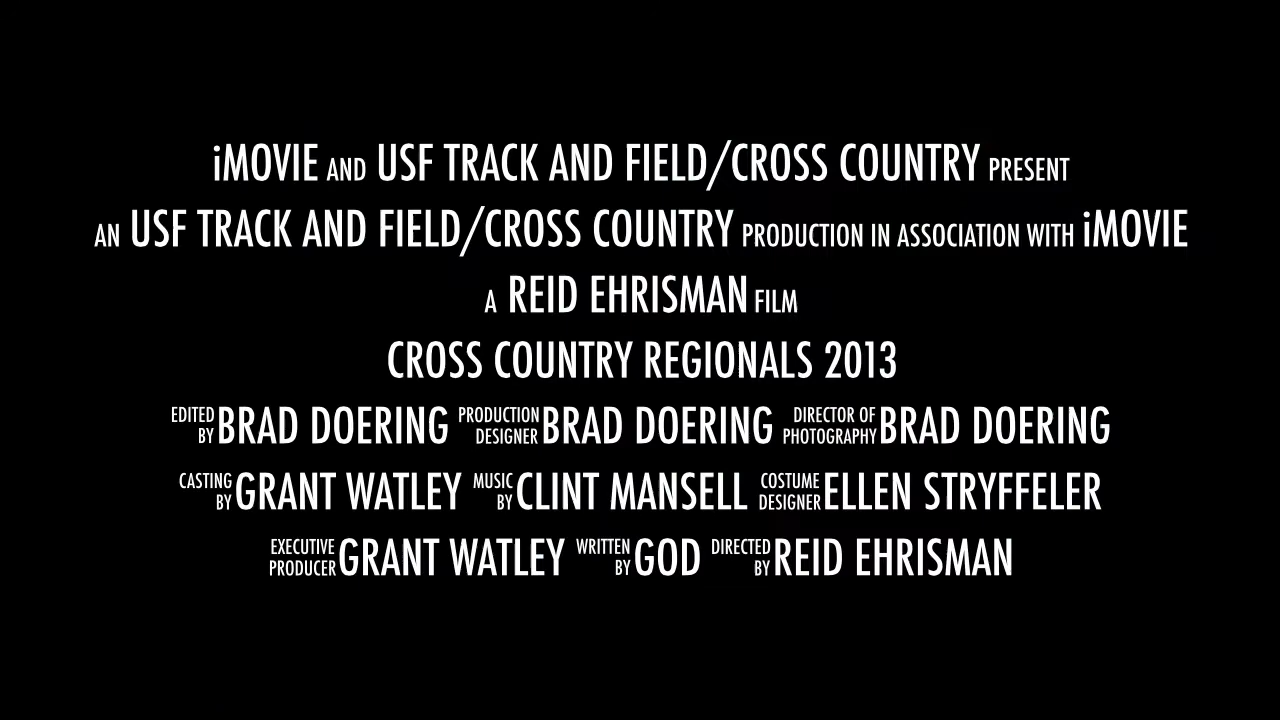 iMOVIE AND USF TRACK AND FIELD/CROSS COUNTRY PRESENT
AN USF TRACK AND FIELD/CROSS COUNTRY PRODUCTION IN ASSOCIATION WITH iMOVIE
A REID EHRISMAN FILM
CROSS COUNTRY REGIONALS 2013
EDITED BY BRAD DOERING PRODUCTION DESIGNER BRAD DOERING DIRECTOR OF PHOTOGRAPHY BRAD DOERING
CASTING BY GRANT WATLEY MUSIC BY CLINT MANSELL COSTUME DESIGNER ELLEN STRYFFELER
EXECUTIVE PRODUCER GRANT WATLEY WRITTEN BY GOD DIRECTED BY REID EHRISMAN